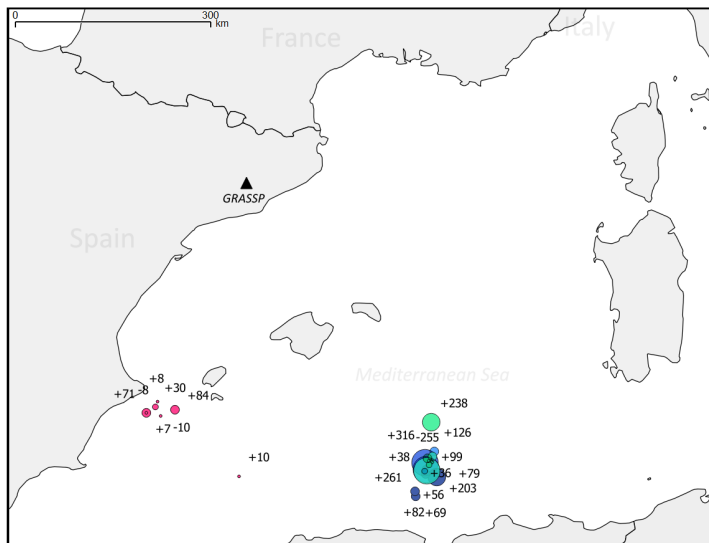 0 300
km
France
Italy
GRASSP
Spain
Mediterranean Sea
+8
+71 -8 +30
+84
+7 -10
+10
+238
+316 -255 +126
+38 +99
+261 +36 +79
+56 +203
+82 +69